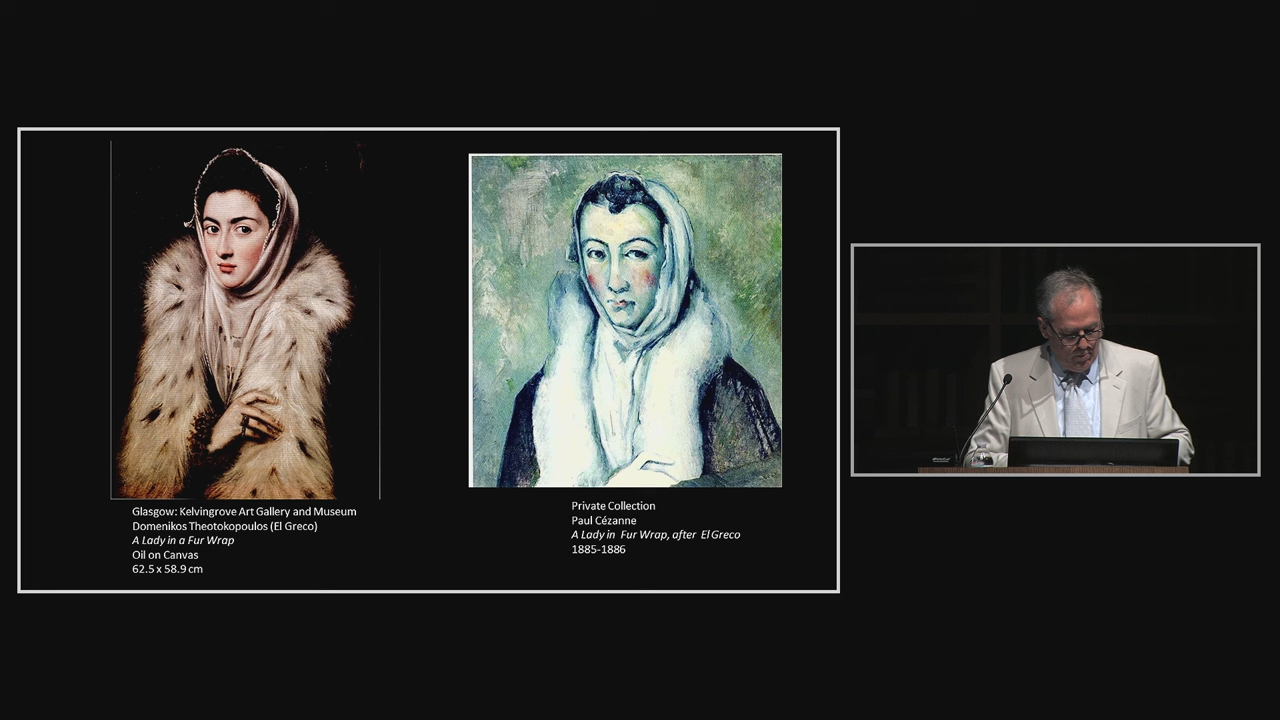 Glasgow: Kelvingrove Art Gallery and Museum
Domenikos Theotokopoulos (El Greco)
A Lady in a Fur Wrap
Oil on Canvas
62.5 x 58.9 cm
Private Collection
Paul Cézanne
A Lady in Fur Wrap, after El Greco
1885-1886